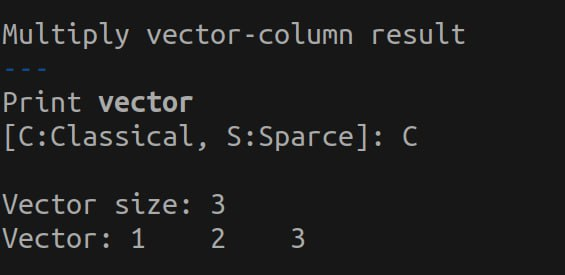 Multiply vector-column result
---
Print vector
[C:Classical, S:Sparce]: C
Vector size: 3
Vector: 1    2    3